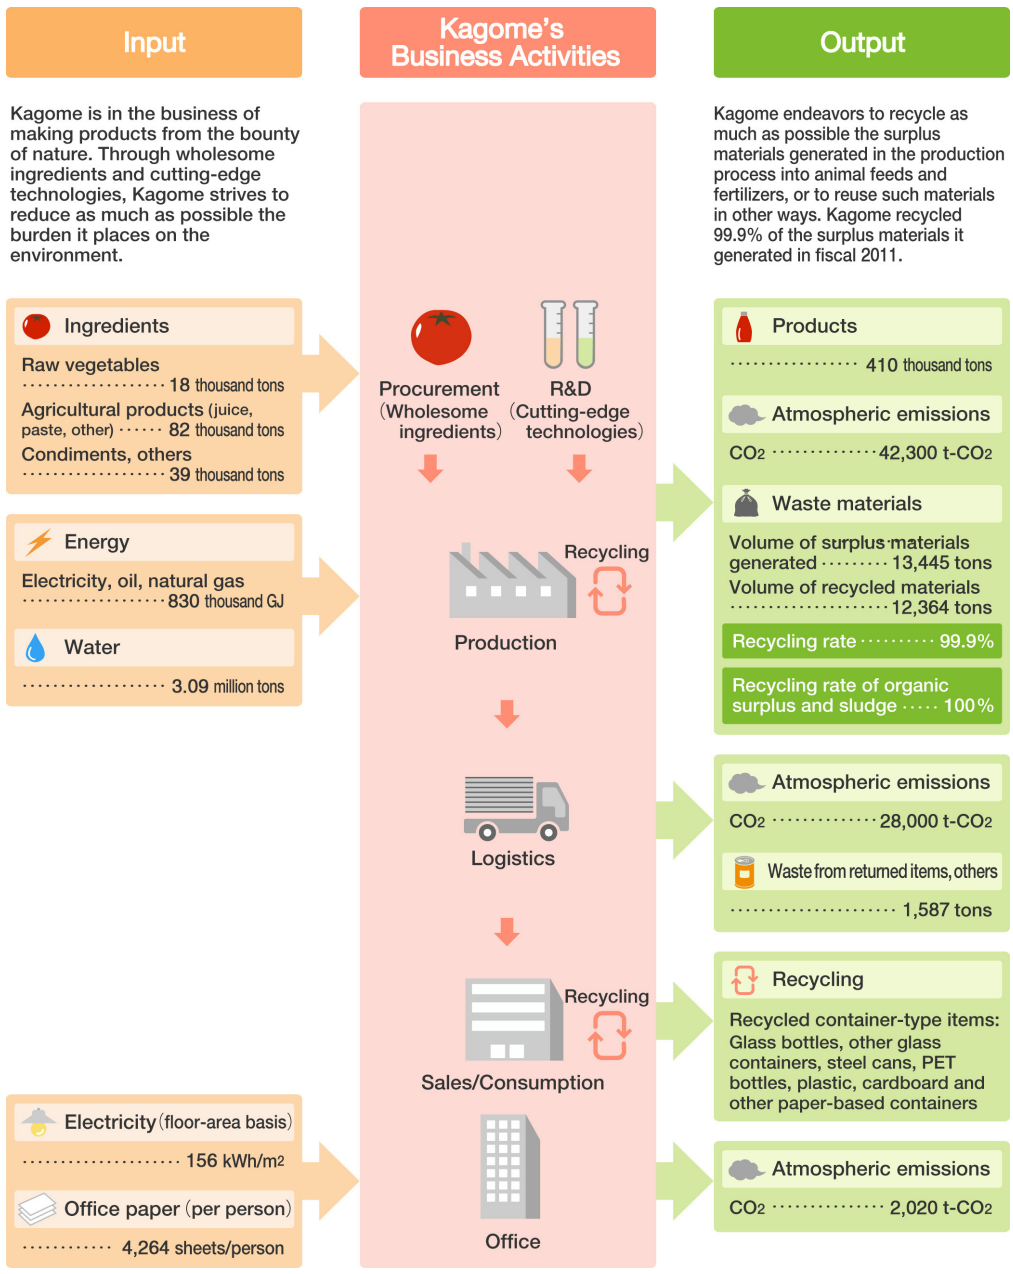 Input
Kagome is in the business of
making products from the bounty
of nature. Through wholesome
ingredients and cutting-edge
technologies, Kagome strives to
reduce as much as possible the
burden it places on the
environment.
Ingredients
Raw vegetables
··················· 18 thousand tons
Agricultural products (juice,
paste, other) ······ 82 thousand tons
Condiments, others
··················· 39 thousand tons
Energy
Electricity, oil, natural gas
··················· 830 thousand GJ
Water
··················· 3.09 million tons
Electricity (floor-area basis)
····················· 156 kWh/m2
Office paper (per person)
············ 4,264 sheets/person
Kagome's
Business Activities
Procurement
(Wholesome
ingredients)
R&D
(Cutting-edge
technologies)
Recycling
Production
Logistics
Recycling
Sales/Consumption
Office
Output
Kagome endeavors to recycle as
much as possible the surplus
materials generated in the production
process into animal feeds and
fertilizers, or to reuse such materials
in other ways. Kagome recycled
99.9% of the surplus materials it
generated in fiscal 2011.
Products
················· 410 thousand tons
Atmospheric emissions
CO2 ·············· 42,300 t-CO2
Waste materials
Volume of surplus materials
generated ········· 13,445 tons
Volume of recycled materials
····················· 12,364 tons
Recycling rate ·········· 99.9%
Recycling rate of organic
surplus and sludge ····· 100%
Atmospheric emissions
CO2 ·············· 28,000 t-CO2
Waste from returned items, others
······················ 1,587 tons
Recycling
Recycled container-type items:
Glass bottles, other glass
containers, steel cans, PET
bottles, plastic, cardboard and
other paper-based containers
Atmospheric emissions
CO2 ··············· 2,020 t-CO2